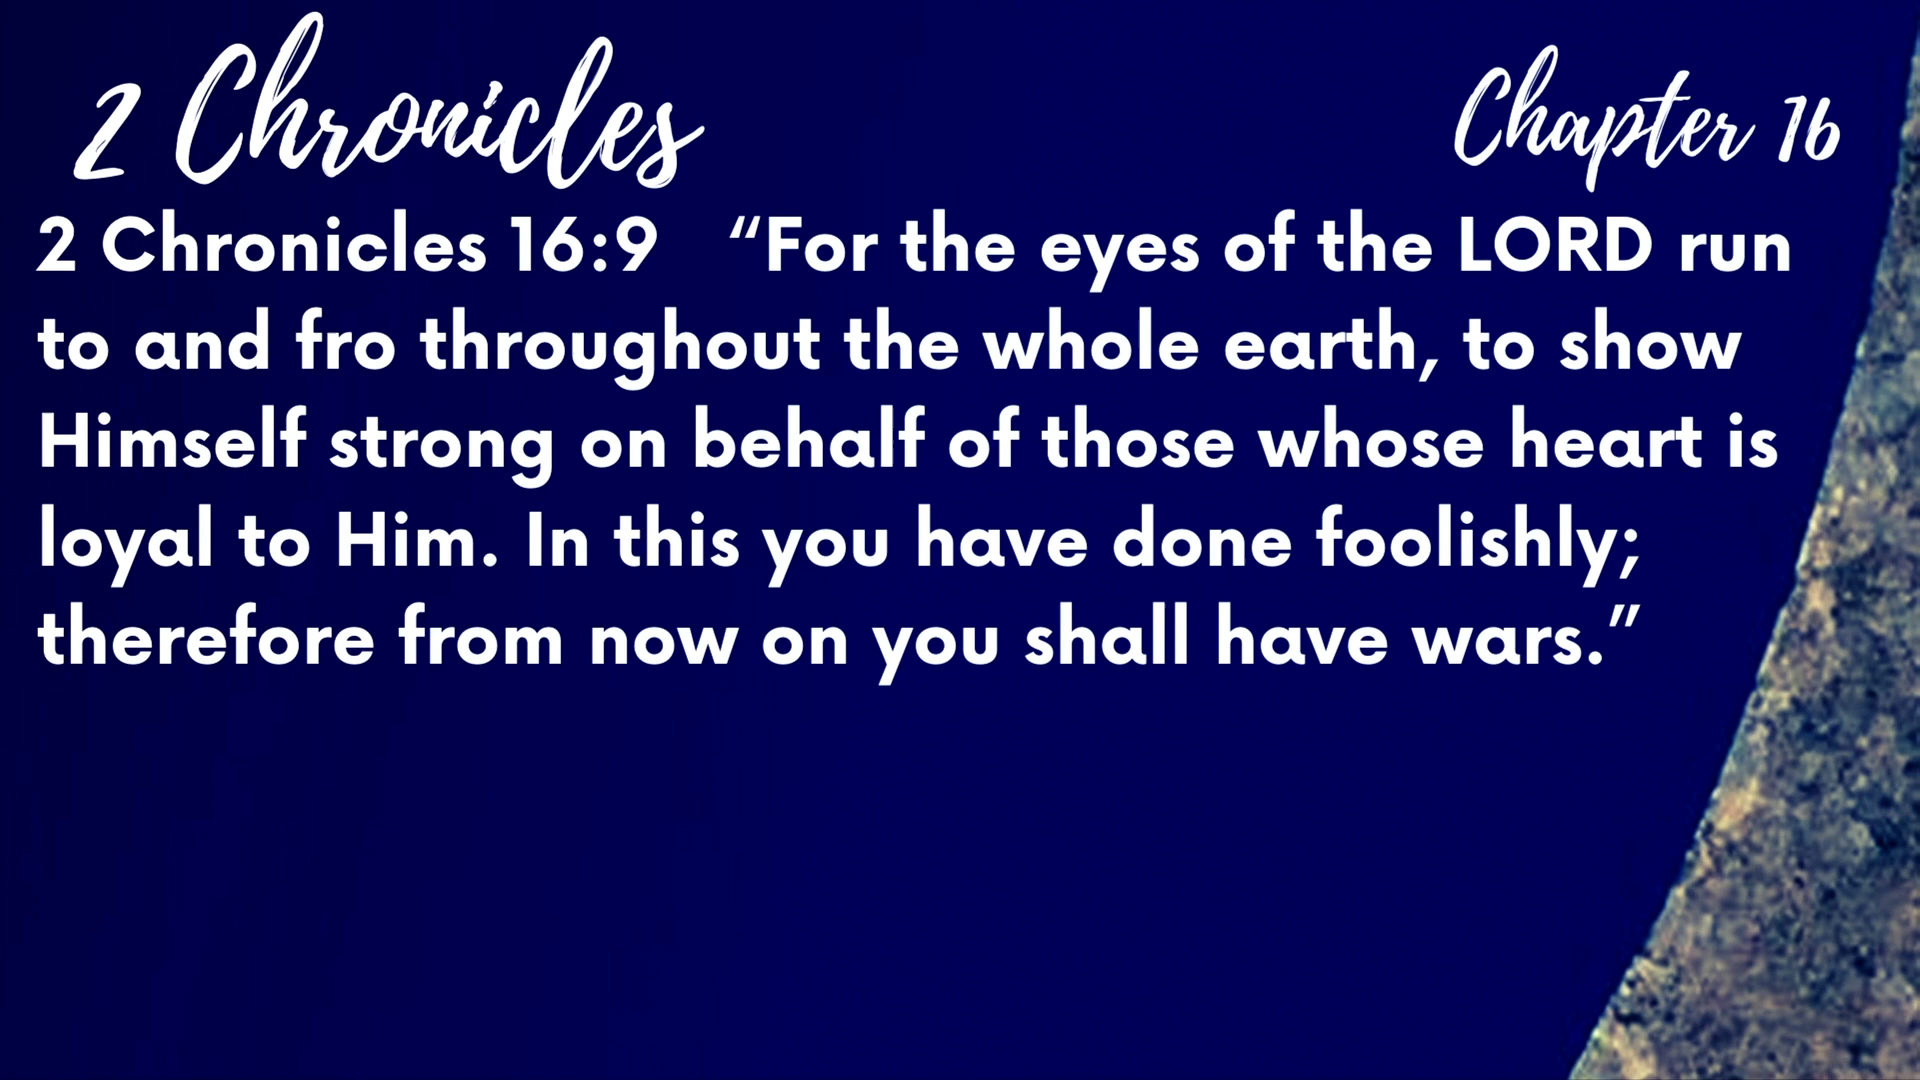 2 Chronicles
Chapter 16
2 Chronicles 16:9 “For the eyes of the LORD run
to and fro throughout the whole earth, to show
Himself strong on behalf of those whose heart is
loyal to Him. In this you have done foolishly;
therefore from now on you shall have wars.”